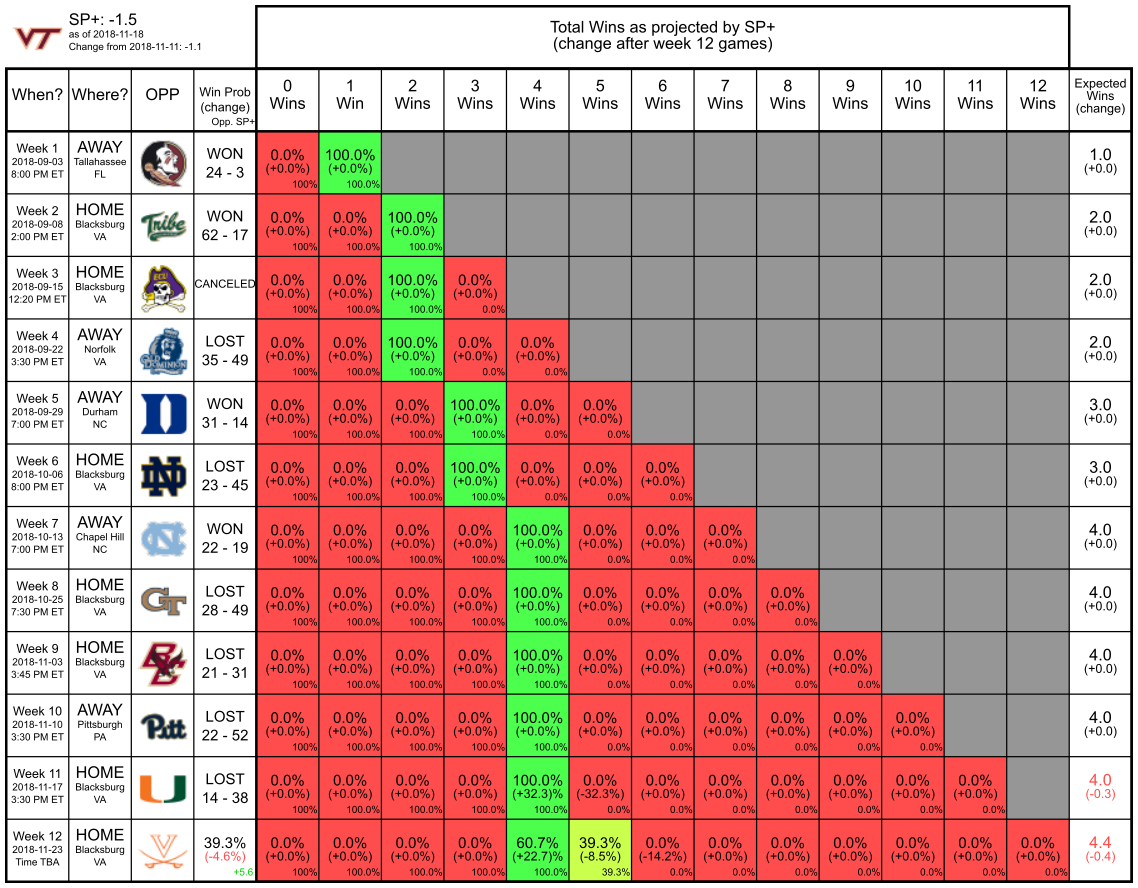 VT SP+: -1.5
as of 2018-11-18
Change from 2018-11-11: -1.1
Total Wins as projected by SP+
(change after week 12 games)
When? Where? OPP Win Prob (change) Opp. SP+ 0 Wins 1 Win 2 Wins 3 Wins 4 Wins 5 Wins 6 Wins 7 Wins 8 Wins 9 Wins 10 Wins 11 Wins 12 Wins Expected Wins (change)
Week 1 AWAY WON 0.0% 100.0% 1.0
2018-09-03 Tallahassee 24 - 3 (+0.0%) (+0.0%) (+0.0)
8:00 PM ET FL 100% 100.0%
Week 2 HOME Tribe WON 0.0% 0.0% 100.0% 2.0
2018-09-08 Blacksburg 62 - 17 (+0.0%) (+0.0%) (+0.0%) (+0.0)
2:00 PM ET VA 100% 100.0% 100.0%
Week 3 HOME ECU CANCELED 0.0% 0.0% 100.0% 0.0% 2.0
2018-09-15 Blacksburg (+0.0%) (+0.0%) (+0.0%) (+0.0%) (+0.0)
12:20 PM ET VA 100% 100.0% 100.0% 0.0%
Week 4 AWAY OLD DOMINION LOST 0.0% 0.0% 100.0% 0.0% 0.0% 2.0
2018-09-22 Norfolk 35 - 49 (+0.0%) (+0.0%) (+0.0%) (+0.0%) (+0.0%) (+0.0)
3:30 PM ET VA 100% 100.0% 100.0% 0.0% 0.0%
Week 5 AWAY D WON 0.0% 0.0% 0.0% 100.0% 0.0% 0.0% 3.0
2018-09-29 Durham 31 - 14 (+0.0%) (+0.0%) (+0.0%) (+0.0%) (+0.0%) (+0.0%) (+0.0)
7:00 PM ET NC 100% 100.0% 100.0% 100.0% 0.0% 0.0%
Week 6 HOME ND LOST 0.0% 0.0% 0.0% 100.0% 0.0% 0.0% 0.0% 3.0
2018-10-06 Blacksburg 23 - 45 (+0.0%) (+0.0%) (+0.0%) (+0.0%) (+0.0%) (+0.0%) (+0.0%) (+0.0)
8:00 PM ET VA 100% 100.0% 100.0% 100.0% 0.0% 0.0% 0.0%
Week 7 AWAY NC WON 0.0% 0.0% 0.0% 0.0% 100.0% 0.0% 0.0% 0.0% 4.0
2018-10-13 Chapel Hill 22 - 19 (+0.0%) (+0.0%) (+0.0%) (+0.0%) (+0.0%) (+0.0%) (+0.0%) (+0.0%) (+0.0)
7:00 PM ET NC 100% 100.0% 100.0% 100.0% 100.0% 0.0% 0.0% 0.0%
Week 8 HOME GT LOST 0.0% 0.0% 0.0% 0.0% 100.0% 0.0% 0.0% 0.0% 0.0% 4.0
2018-10-25 Blacksburg 28 - 49 (+0.0%) (+0.0%) (+0.0%) (+0.0%) (+0.0%) (+0.0%) (+0.0%) (+0.0%) (+0.0%) (+0.0)
7:30 PM ET VA 100% 100.0% 100.0% 100.0% 100.0% 0.0% 0.0% 0.0% 0.0%
Week 9 HOME BC LOST 0.0% 0.0% 0.0% 0.0% 100.0% 0.0% 0.0% 0.0% 0.0% 0.0% 4.0
2018-11-03 Blacksburg 21 - 31 (+0.0%) (+0.0%) (+0.0%) (+0.0%) (+0.0%) (+0.0%) (+0.0%) (+0.0%) (+0.0%) (+0.0%) (+0.0)
3:45 PM ET VA 100% 100.0% 100.0% 100.0% 100.0% 0.0% 0.0% 0.0% 0.0% 0.0%
Week 10 AWAY Pitt LOST 0.0% 0.0% 0.0% 0.0% 100.0% 0.0% 0.0% 0.0% 0.0% 0.0% 0.0% 4.0
2018-11-10 Pittsburgh 22 - 52 (+0.0%) (+0.0%) (+0.0%) (+0.0%) (+0.0%) (+0.0%) (+0.0%) (+0.0%) (+0.0%) (+0.0%) (+0.0%) (+0.0)
3:30 PM ET PA 100% 100.0% 100.0% 100.0% 100.0% 0.0% 0.0% 0.0% 0.0% 0.0% 0.0%
Week 11 HOME U LOST 0.0% 0.0% 0.0% 0.0% 100.0% 0.0% 0.0% 0.0% 0.0% 0.0% 0.0% 0.0% 4.0
2018-11-17 Blacksburg 14 - 38 (+0.0%) (+0.0%) (+0.0%) (+0.0%) (+32.3)% (-32.3%) (+0.0%) (+0.0%) (+0.0%) (+0.0%) (+0.0%) (+0.0%) (-0.3)
3:30 PM ET VA 100% 100.0% 100.0% 100.0% 100.0% 0.0% 0.0% 0.0% 0.0% 0.0% 0.0% 0.0%
Week 12 HOME V 39.3% 0.0% 0.0% 0.0% 0.0% 60.7% 39.3% 0.0% 0.0% 0.0% 0.0% 0.0% 0.0% 0.0% 4.4
2018-11-23 Blacksburg (-4.6%) (+0.0%) (+0.0%) (+0.0%) (+0.0%) (+22.7)% (-8.5%) (-14.2%) (+0.0%) (+0.0%) (+0.0%) (+0.0%) (+0.0%) (+0.0%) (-0.4)
Time TBA VA +5.6 100% 100.0% 100.0% 100.0% 100.0% 39.3% 0.0% 0.0% 0.0% 0.0% 0.0% 0.0% 0.0%